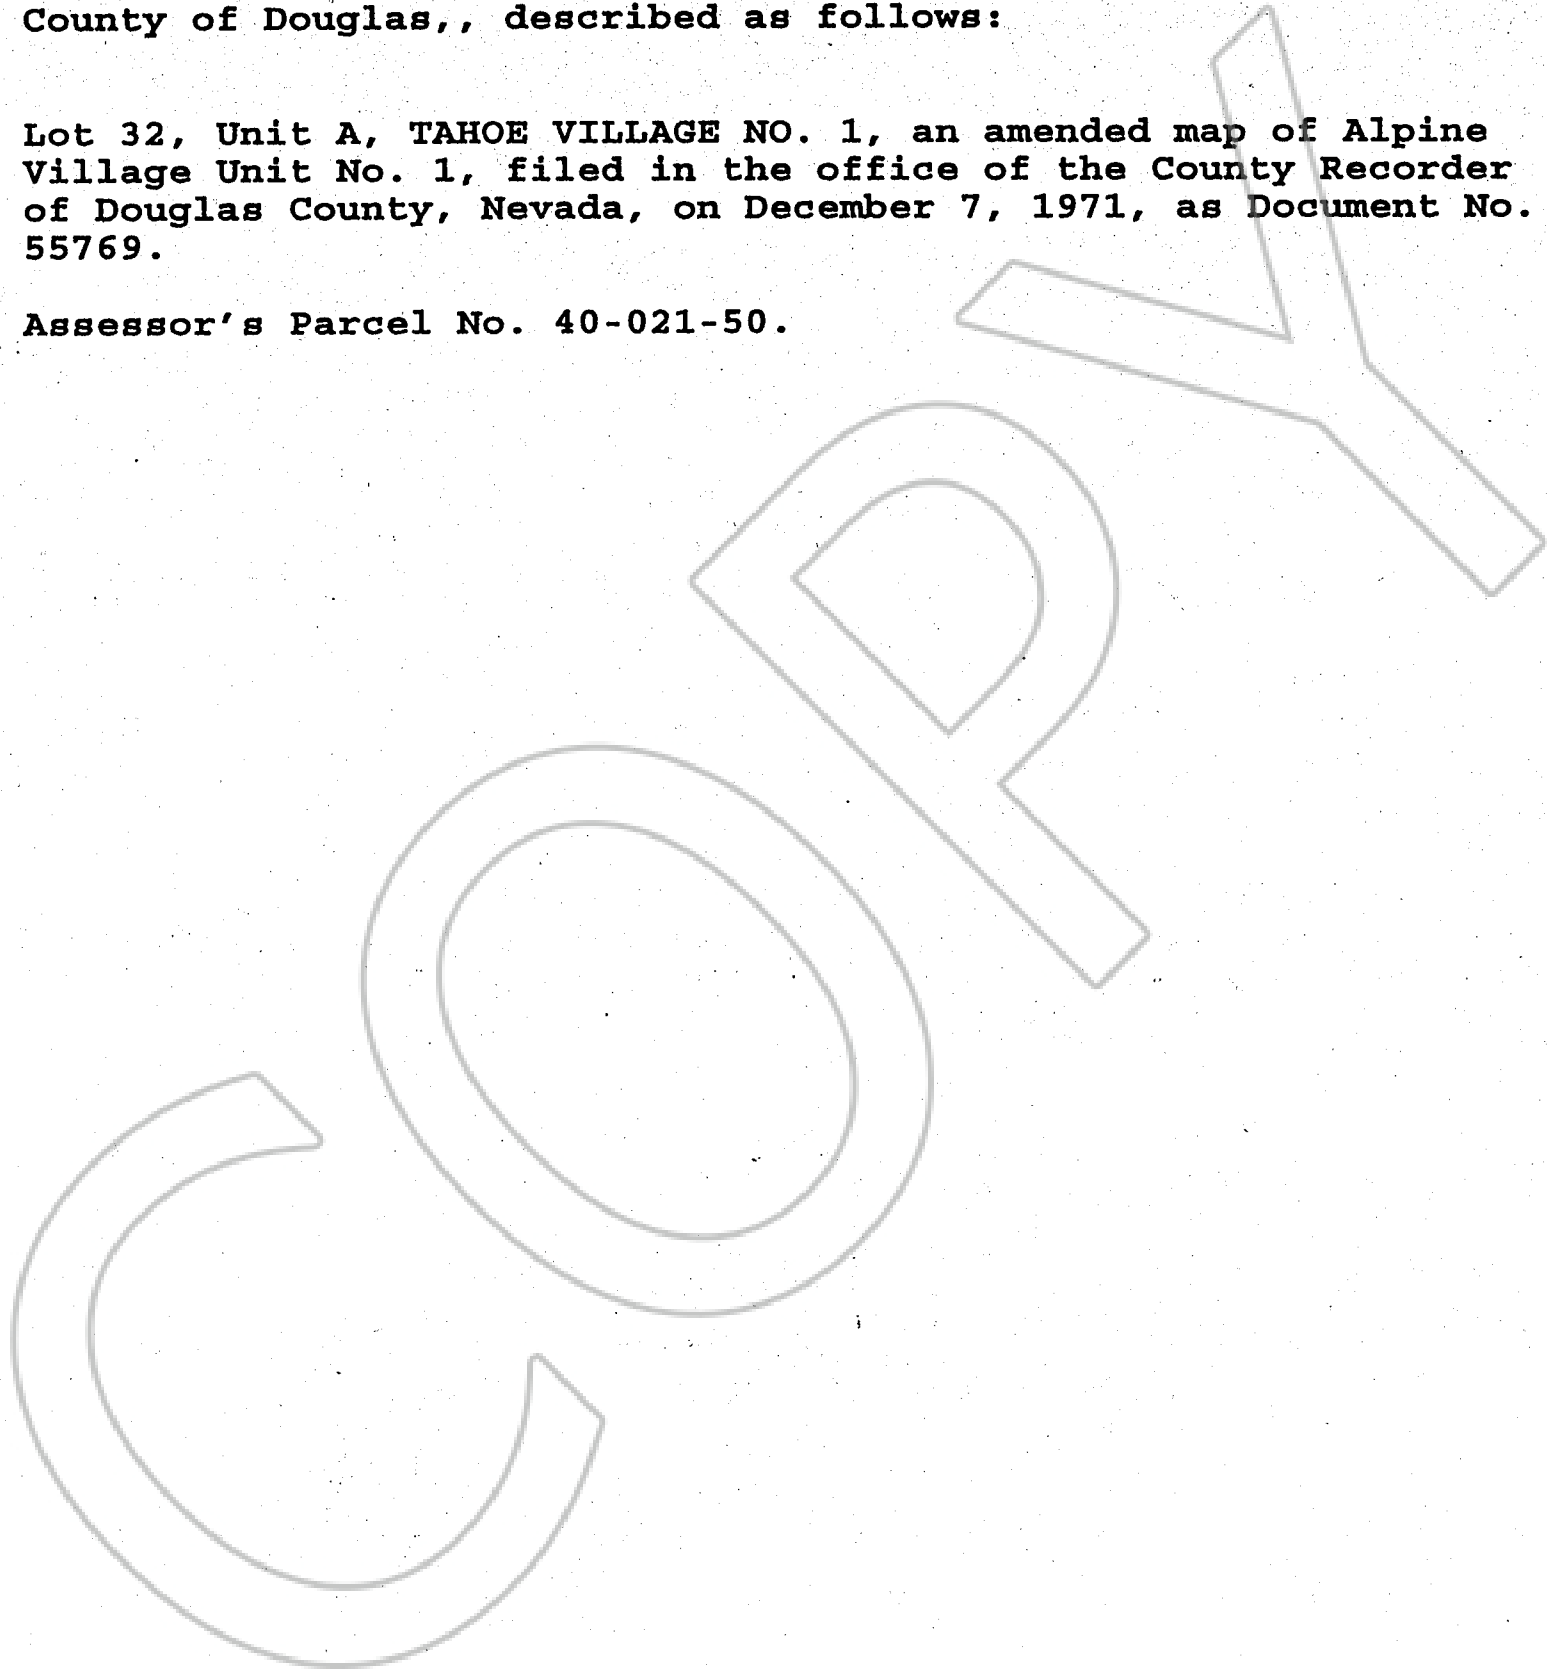 County of Douglas,, described as follows:
Lot 32, Unit A, TAHOE VILLAGE NO. 1, an amended map of Alpine
Village Unit No. 1, filed in the office of the County Recorder
of Douglas County, Nevada, on December 7, 1971, as Document No.
55769.
Assessor's Parcel No. 40-021-50.
COPY